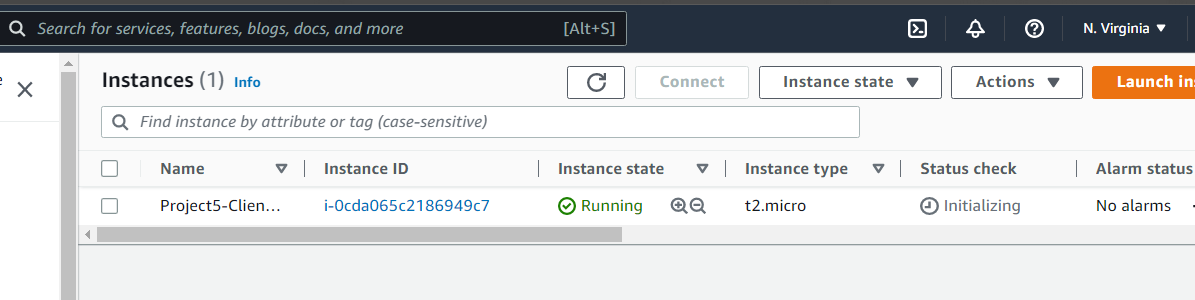 Search for services, features, blogs, docs, and more [Alt+S] N. Virginia
Instances (1) Info Connect Instance state Actions Launch in
Find instance by attribute or tag (case-sensitive)
Name Instance ID Instance state Instance type Status check Alarm status
Project5-Clien... i-0cda065c2186949c7 Running t2.micro Initializing No alarms